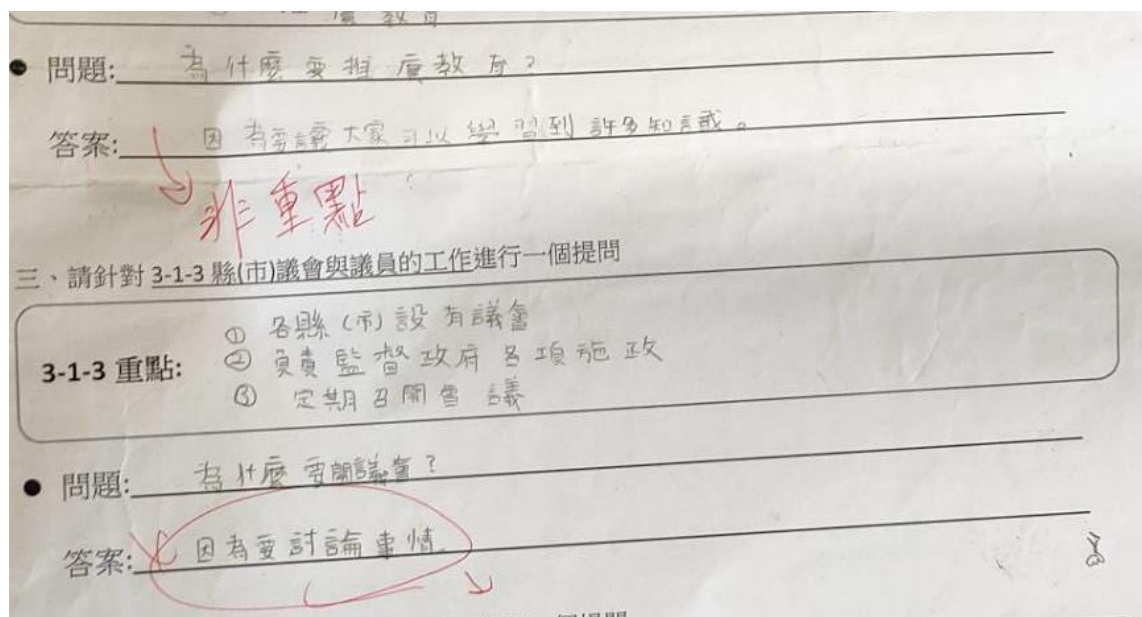 廣 教育
● 問題: 為什麼要推廣教育?
答案: 因為要讓大家可以學習到許多知識。
非重點
三、請針對 3-1-3 縣(市)議會與議員的工作進行一個提問
① 各縣(市)設有議會
3-1-3 重點: ② 負責監督政府各項施政
③ 定期召開會議
● 問題: 為什麼要開議會?
答案: 因為要討論事情.